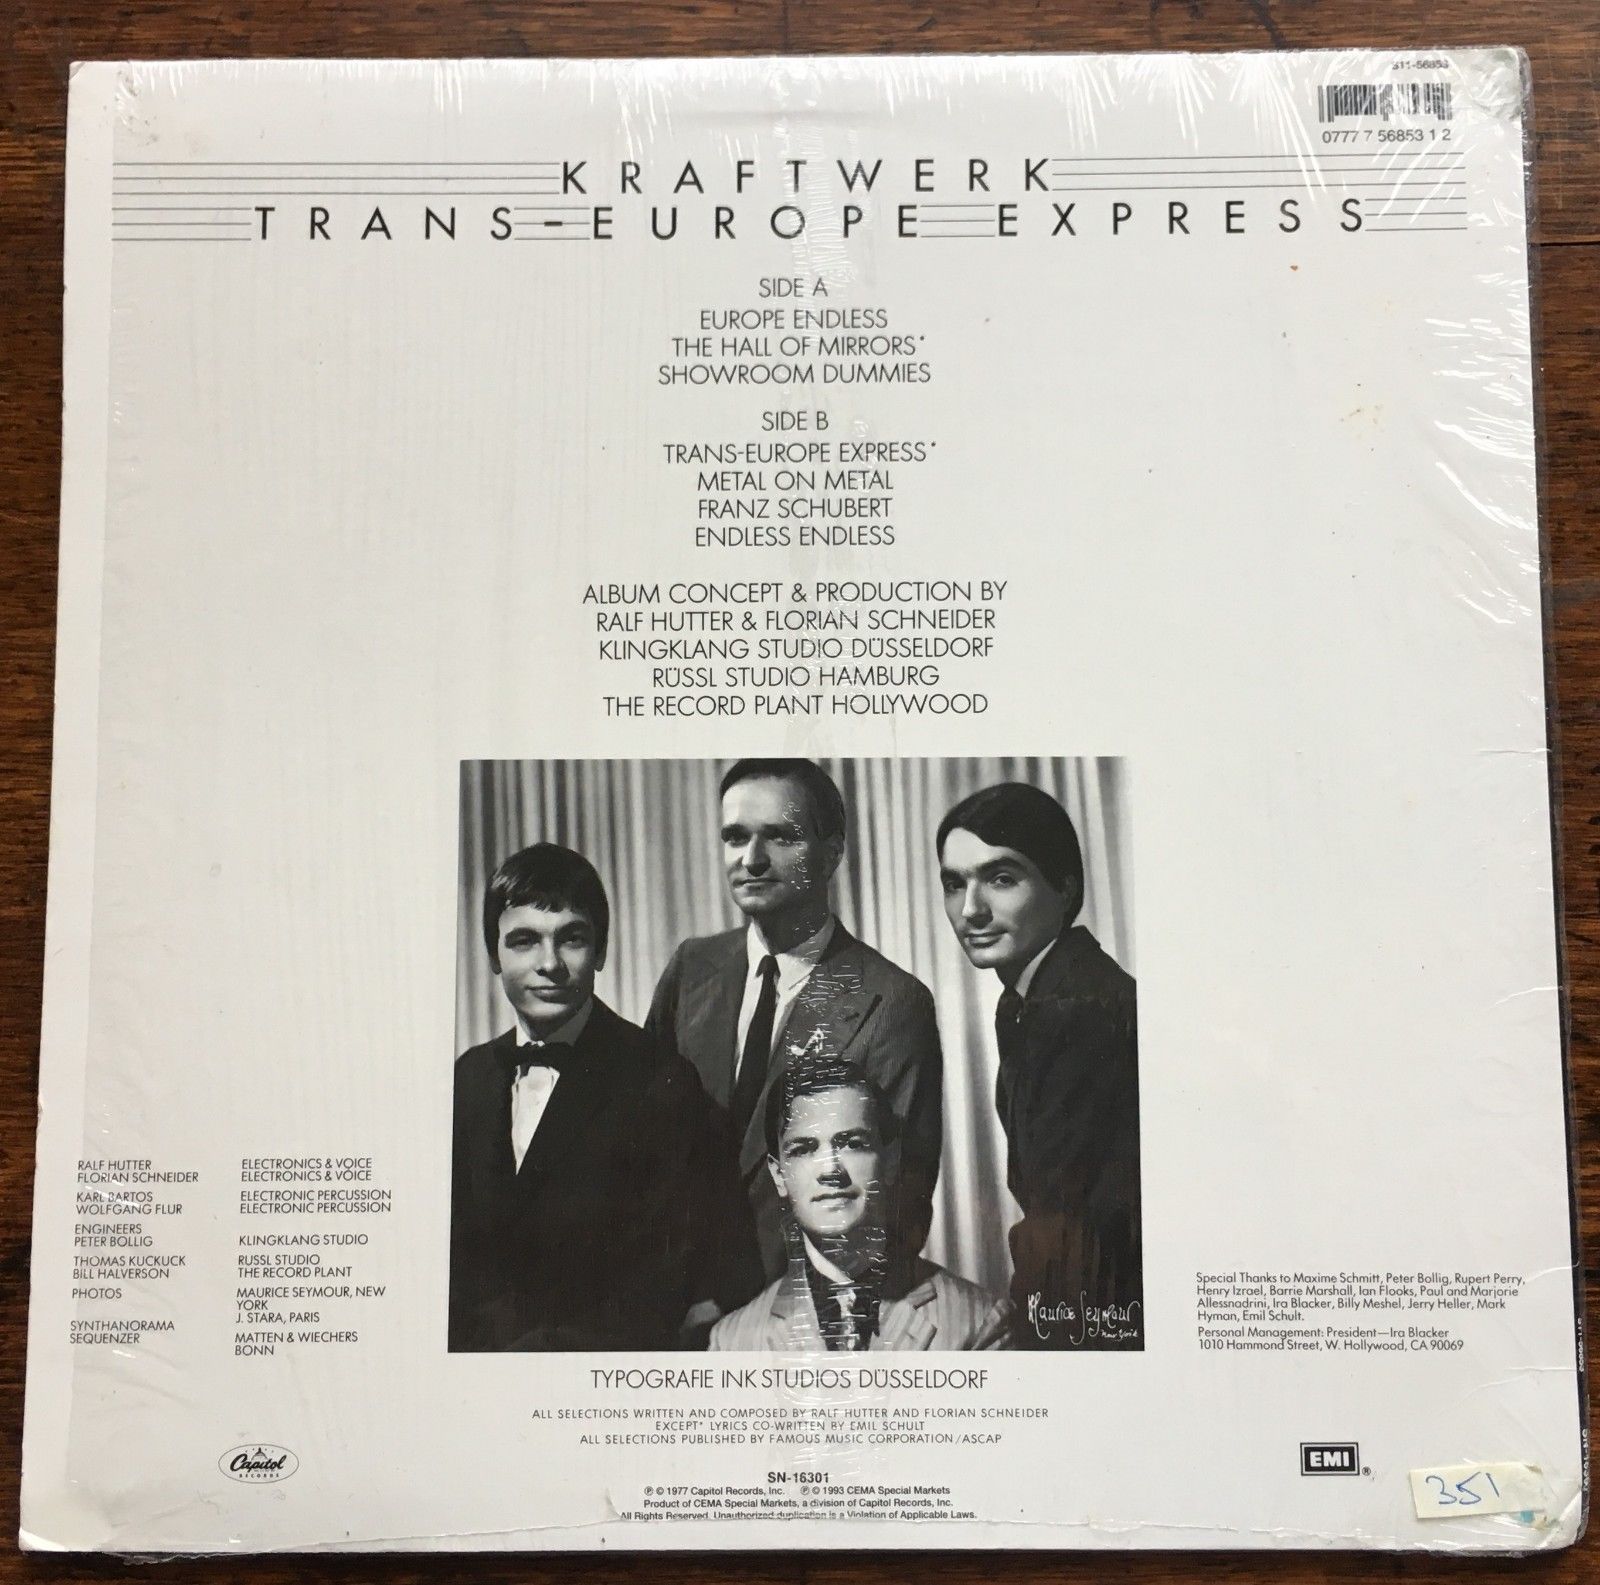 S11-56853
0777 7 56853 1 2
KRAFTWERK
TRANS-EUROPE EXPRESS
SIDE A
EUROPE ENDLESS
THE HALL OF MIRRORS*
SHOWROOM DUMMIES
SIDE B
TRANS-EUROPE EXPRESS*
METAL ON METAL
FRANZ SCHUBERT
ENDLESS ENDLESS
ALBUM CONCEPT & PRODUCTION BY
RALF HUTTER & FLORIAN SCHNEIDER
KLINGKLANG STUDIO DÜSSELDORF
RÜSSL STUDIO HAMBURG
THE RECORD PLANT HOLLYWOOD
RALF HUTTER ELECTRONICS & VOICE
FLORIAN SCHNEIDER ELECTRONICS & VOICE
KARL BARTOS ELECTRONIC PERCUSSION
WOLFGANG FLUR ELECTRONIC PERCUSSION
ENGINEERS
PETER BOLLIG KLINGKLANG STUDIO
THOMAS KUCKUCK RUSSL STUDIO
BILL HALVERSON THE RECORD PLANT
PHOTOS MAURICE SEYMOUR, NEW
YORK
J. STARA, PARIS
SYNTHANORAMA
SEQUENZER MATTEN & WIECHERS
BONN
Maurice Seymour
New York
Special Thanks to Maxime Schmitt, Peter Bollig, Rupert Perry,
Henry Izrael, Barrie Marshall, Ian Flooks, Paul and Marjorie
Allessnadrini, Ira Blacker, Billy Meshel, Jerry Heller, Mark
Hyman, Emil Schult.
Personal Management: President—Ira Blacker
1010 Hammond Street, W. Hollywood, CA 90069
TYPOGRAFIE INK STUDIOS DÜSSELDORF
ALL SELECTIONS WRITTEN AND COMPOSED BY RALF HUTTER AND FLORIAN SCHNEIDER
EXCEPT* LYRICS CO-WRITTEN BY EMIL SCHULT
ALL SELECTIONS PUBLISHED BY FAMOUS MUSIC CORPORATION/ASCAP
Capitol
RECORDS
EMI®
351
SN-16301
℗ © 1977 Capitol Records, Inc. ℗ © 1993 CEMA Special Markets
Product of CEMA Special Markets, a division of Capitol Records, Inc.
All Rights Reserved. Unauthorized duplication is a Violation of Applicable Laws.